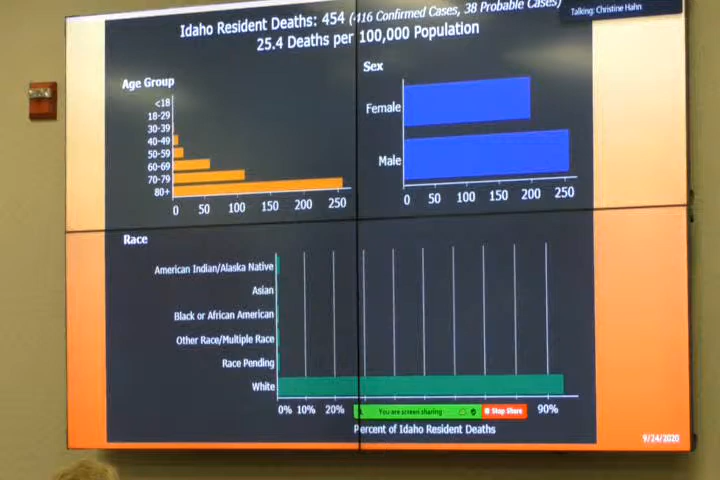 Idaho Resident Deaths: 454 (416 Confirmed Cases, 38 Probable Cases)
25.4 Deaths per 100,000 Population
Talking: Christine Hahn
Age Group
<18
18-29
30-39
40-49
50-59
60-69
70-79
80+
0 50 100 150 200 250
Sex
Female
Male
0 50 100 150 200 250
Race
American Indian/Alaska Native
Asian
Black or African American
Other Race/Multiple Race
Race Pending
White
0% 10% 20% 90%
You are screen sharing
Stop Share
Percent of Idaho Resident Deaths
9/24/2020